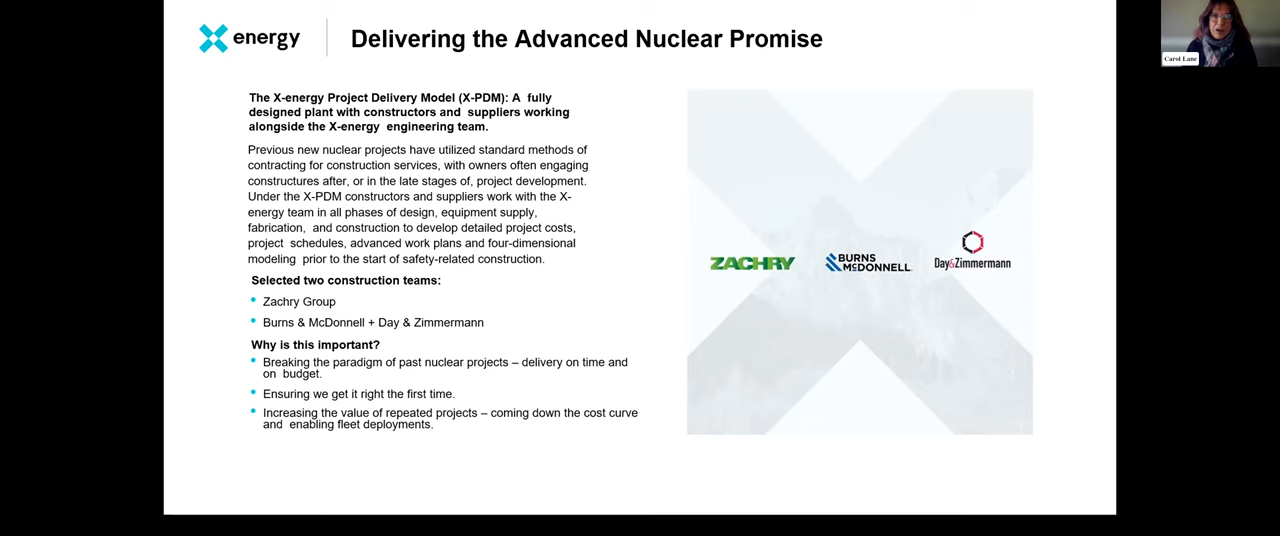 energy
Delivering the Advanced Nuclear Promise
Carol Lane
The X-energy Project Delivery Model (X-PDM): A fully
designed plant with constructors and suppliers working
alongside the X-energy engineering team.
Previous new nuclear projects have utilized standard methods of
contracting for construction services, with owners often engaging
constructures after, or in the late stages of, project development.
Under the X-PDM constructors and suppliers work with the X-
energy team in all phases of design, equipment supply,
fabrication, and construction to develop detailed project costs,
project schedules, advanced work plans and four-dimensional
modeling prior to the start of safety-related construction.
Selected two construction teams:
Zachry Group
Burns & McDonnell + Day & Zimmermann
Why is this important?
Breaking the paradigm of past nuclear projects – delivery on time and
on budget.
Ensuring we get it right the first time.
Increasing the value of repeated projects – coming down the cost curve
and enabling fleet deployments.
ZACHRY
BURNS
McDONNELL
Day&Zimmermann